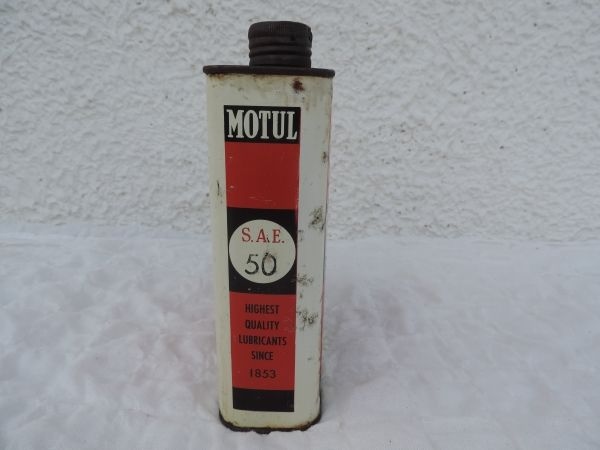 MOTUL
S.A.E.
50
HIGHEST
QUALITY
LUBRICANTS
SINCE
1853